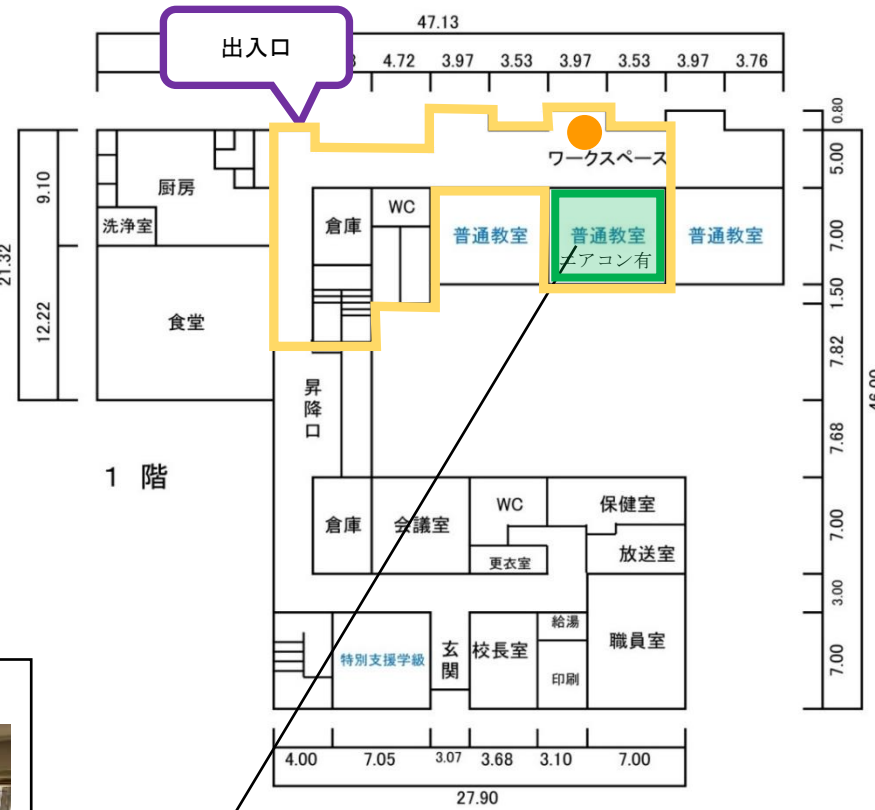 47.13
出入口
3 4.72 3.97 3.53 3.97 3.53 3.97 3.76
0.80
5.00
7.00
1.50
7.82
7.68
7.00
3.00
7.00
9.10
12.22
21.32
厨房
洗浄室
食堂
ワークスペース
倉庫
WC
普通教室
普通教室
エアコン有
普通教室
昇降口
1 階
倉庫
会議室
WC
更衣室
保健室
放送室
特別支援学級
玄関
校長室
給湯
印刷
職員室
4.00 7.05 3.07 3.68 3.10 7.00
27.90